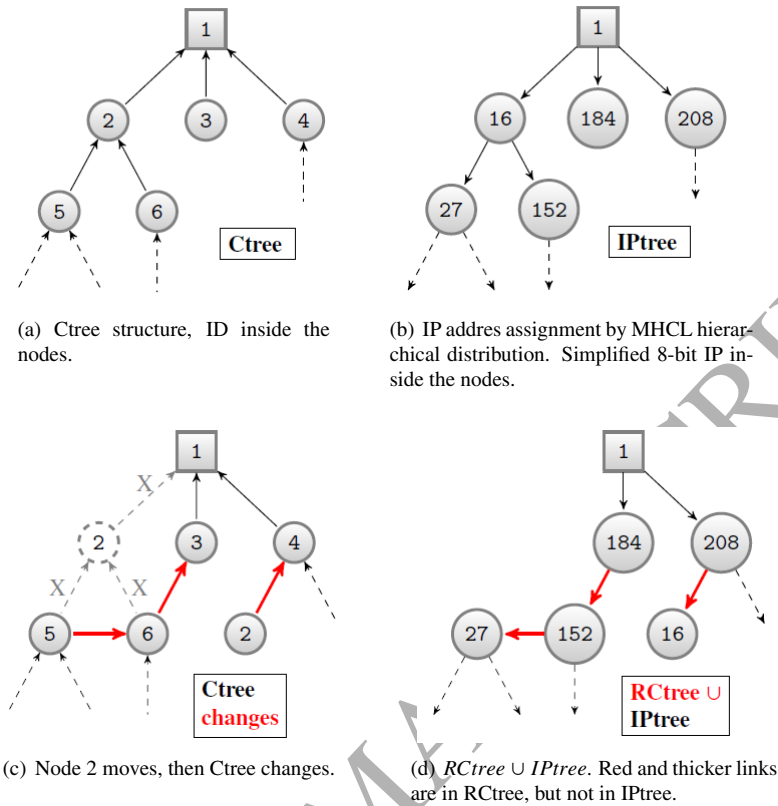 1
1
2
3
4
16
184
208
5
6
27
152
Ctree
IPtree
(a) Ctree structure, ID inside the
nodes.
(b) IP addres assignment by MHCL hierar-
chical distribution. Simplified 8-bit IP in-
side the nodes.
1
1
X
2
3
4
184
208
X
X
5
6
2
27
152
16
Ctree
changes
RCtree ∪
IPtree
(c) Node 2 moves, then Ctree changes.
(d) RCtree ∪ IPtree. Red and thicker links
are in RCtree, but not in IPtree.